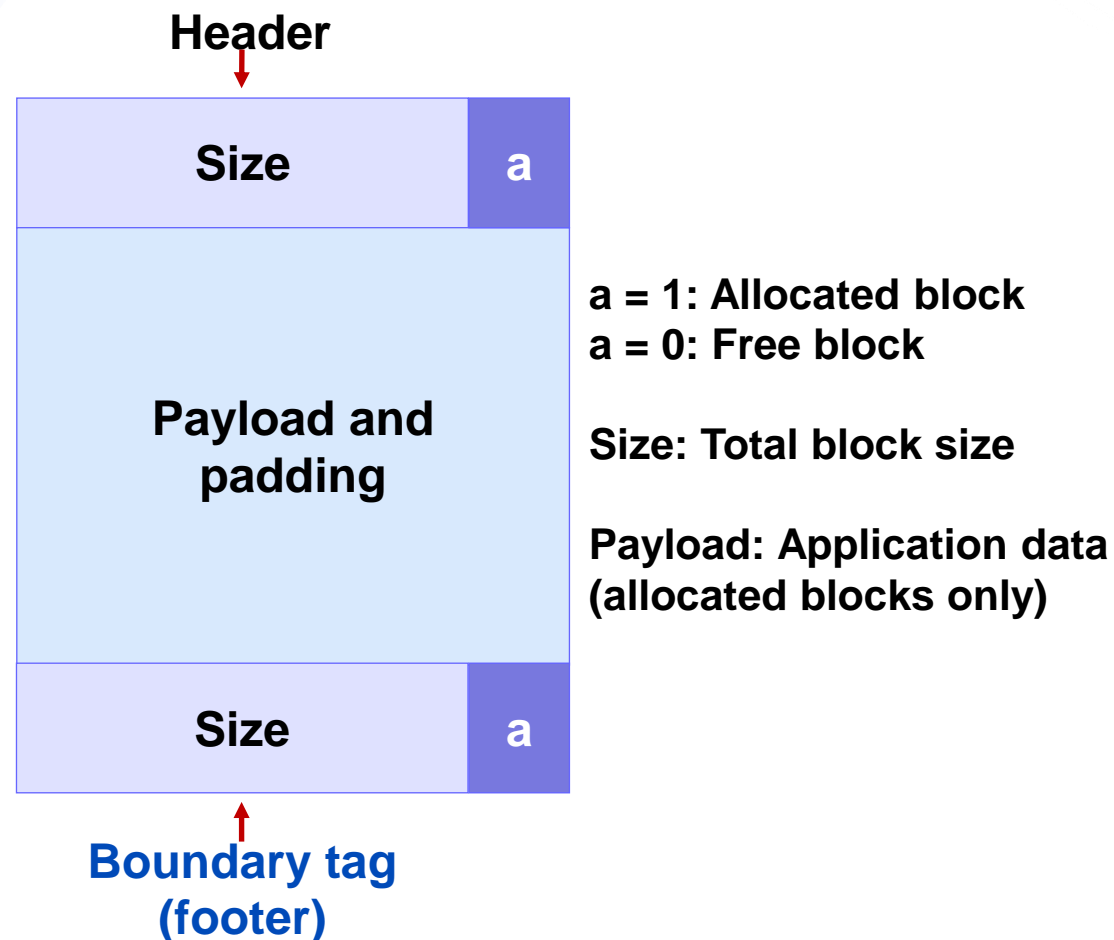 Header
Size a
a = 1: Allocated block
a = 0: Free block
Payload and
padding
Size: Total block size
Payload: Application data
(allocated blocks only)
Size a
Boundary tag
(footer)